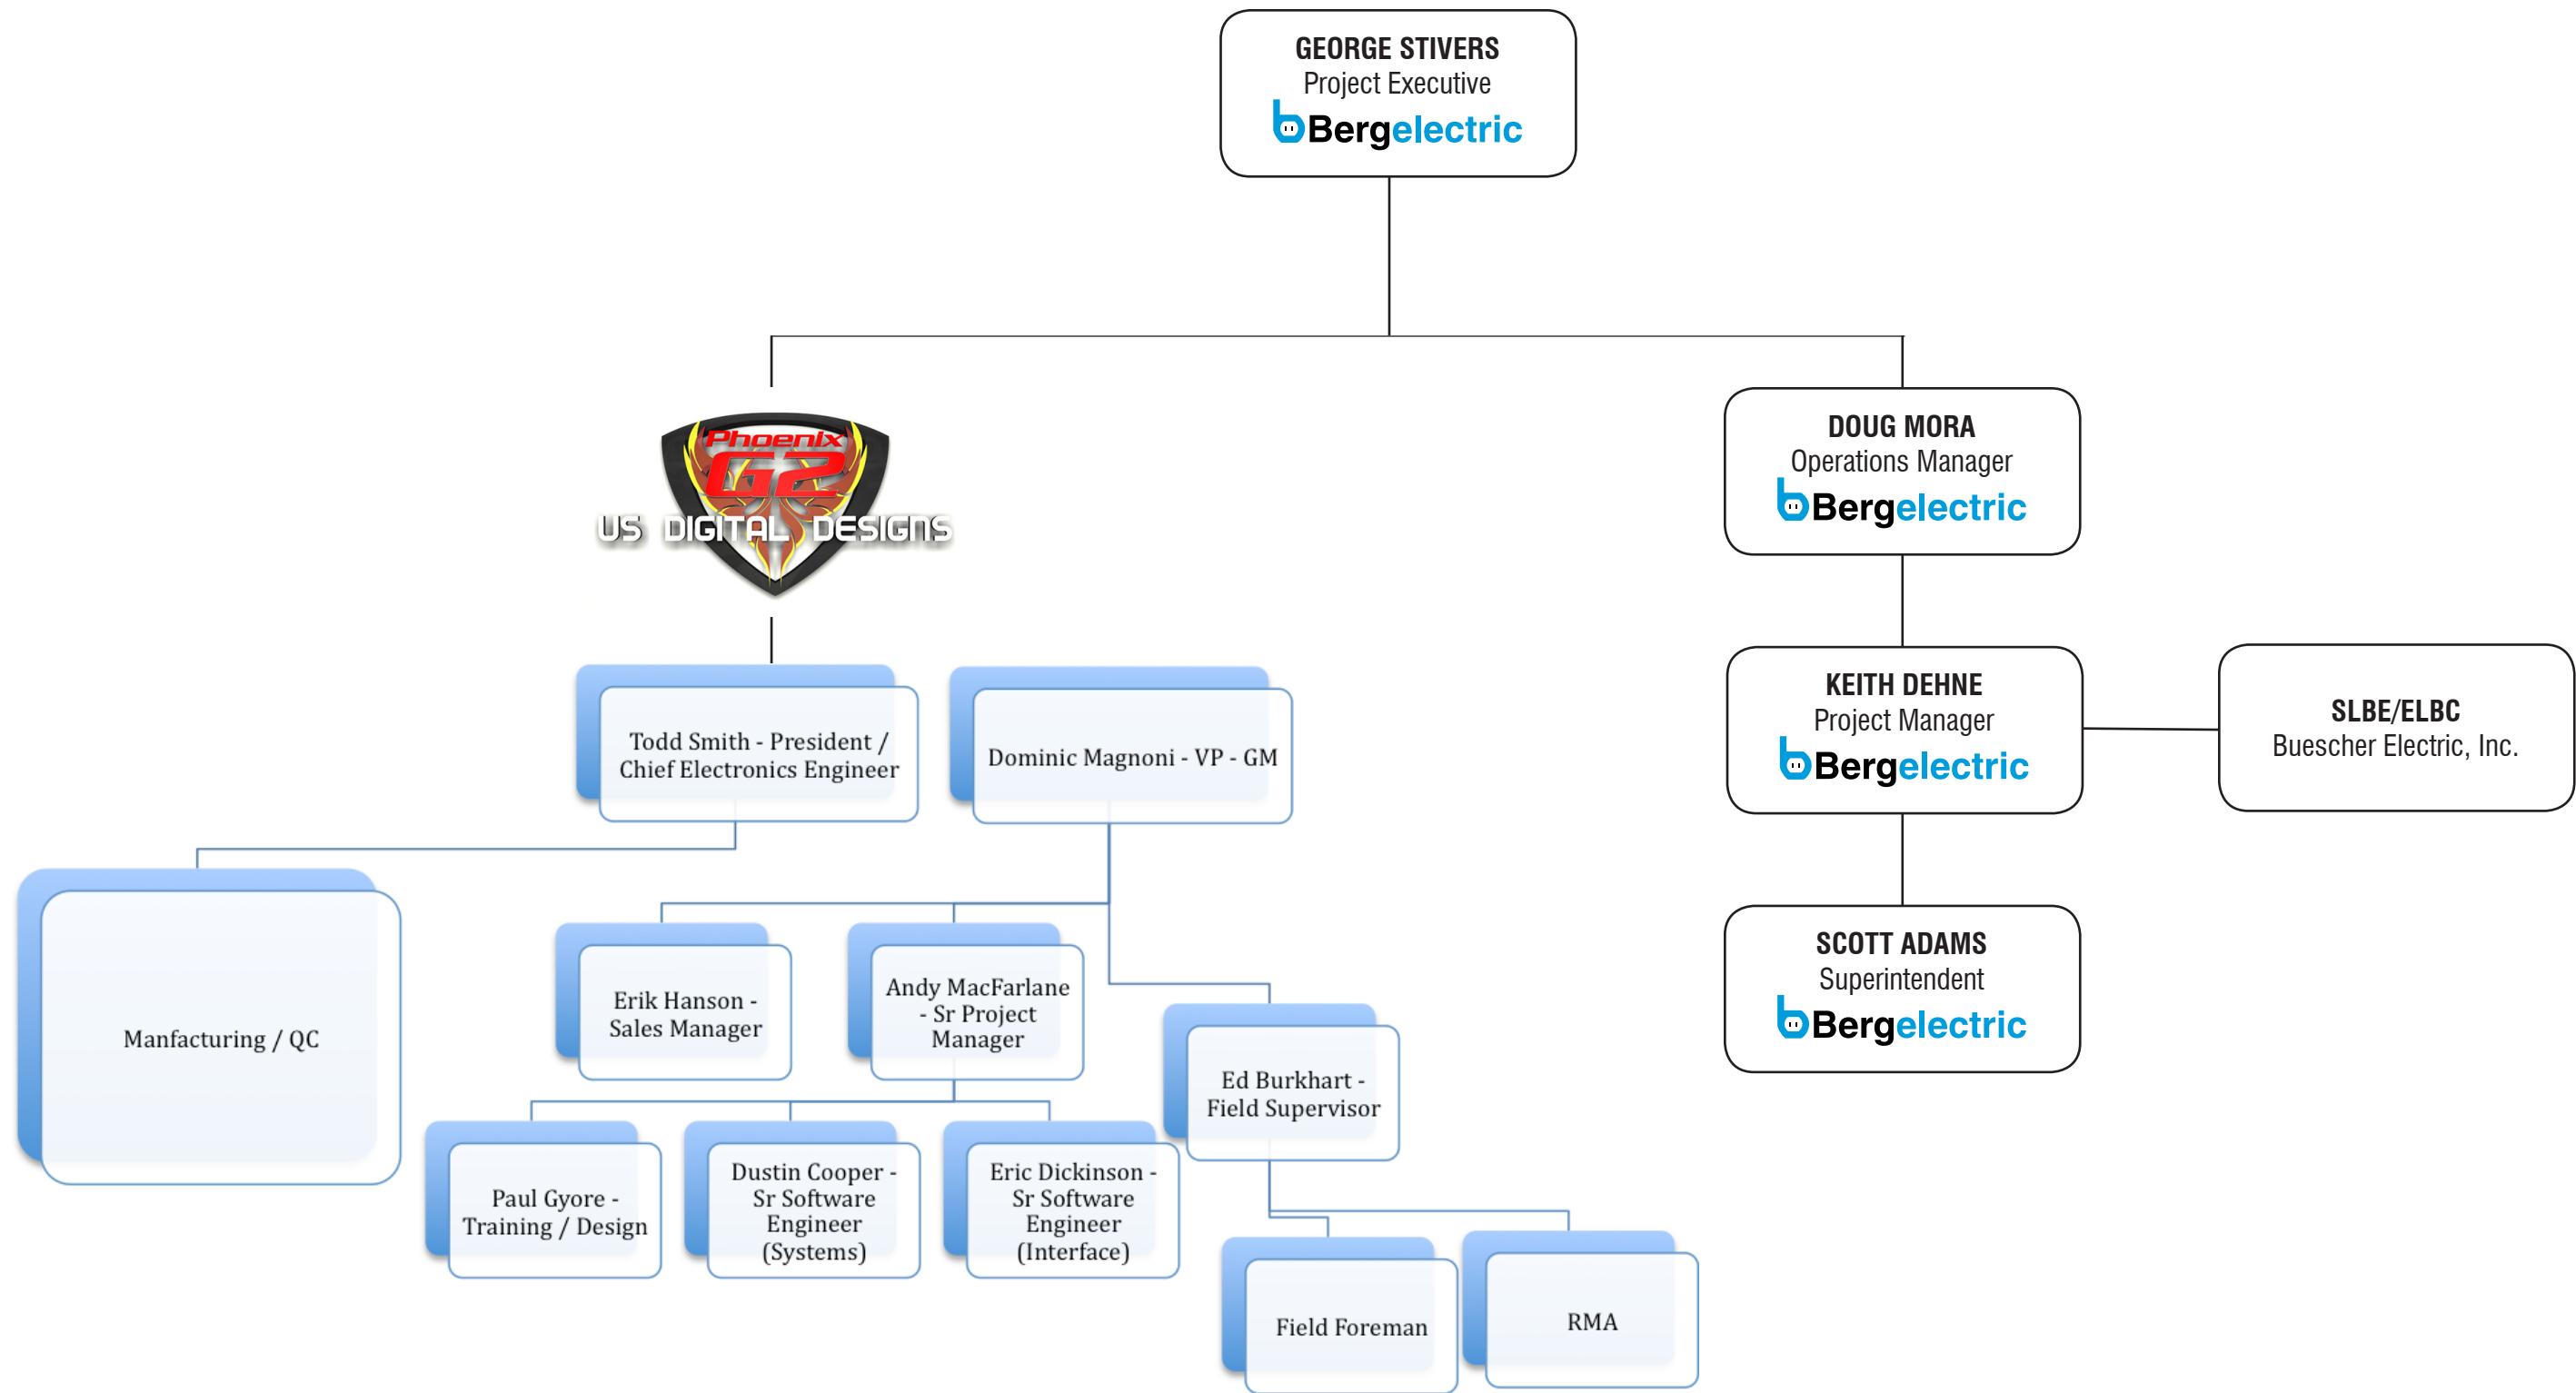 GEORGE STIVERS
Project Executive
Bergelectric
Phoenix
G2
US DIGITAL DESIGNS
DOUG MORA
Operations Manager
Bergelectric
Todd Smith - President /
Chief Electronics Engineer
Dominic Magnoni - VP - GM
KEITH DEHNE
Project Manager
Bergelectric
SLBE/ELBC
Buescher Electric, Inc.
Manfacturing / QC
Erik Hanson -
Sales Manager
Andy MacFarlane
- Sr Project
Manager
Ed Burkhart -
Field Supervisor
SCOTT ADAMS
Superintendent
Bergelectric
Paul Gyore -
Training / Design
Dustin Cooper -
Sr Software
Engineer
(Systems)
Eric Dickinson -
Sr Software
Engineer
(Interface)
Field Foreman
RMA